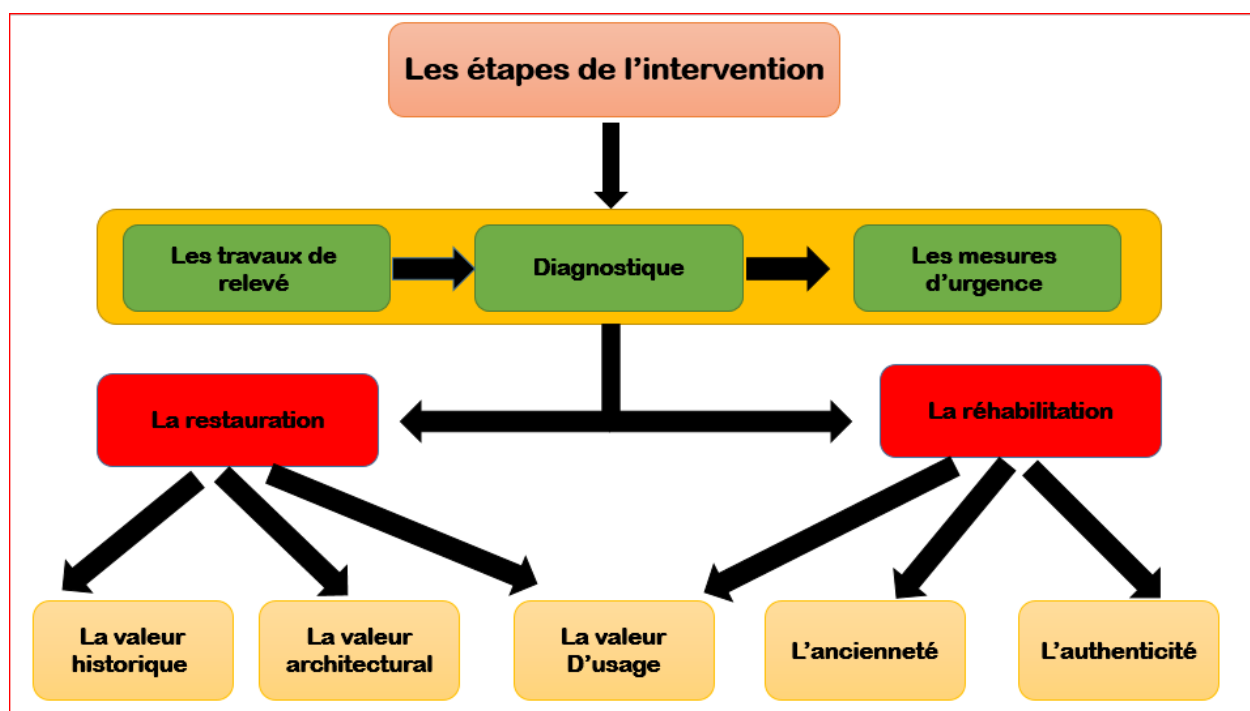 Les étapes de l'intervention
Les travaux de
relevé
Diagnostique
Les mesures
d'urgence
La restauration
La réhabilitation
La valeur
historique
La valeur
architectural
La valeur
D'usage
L'ancienneté
L'authenticité